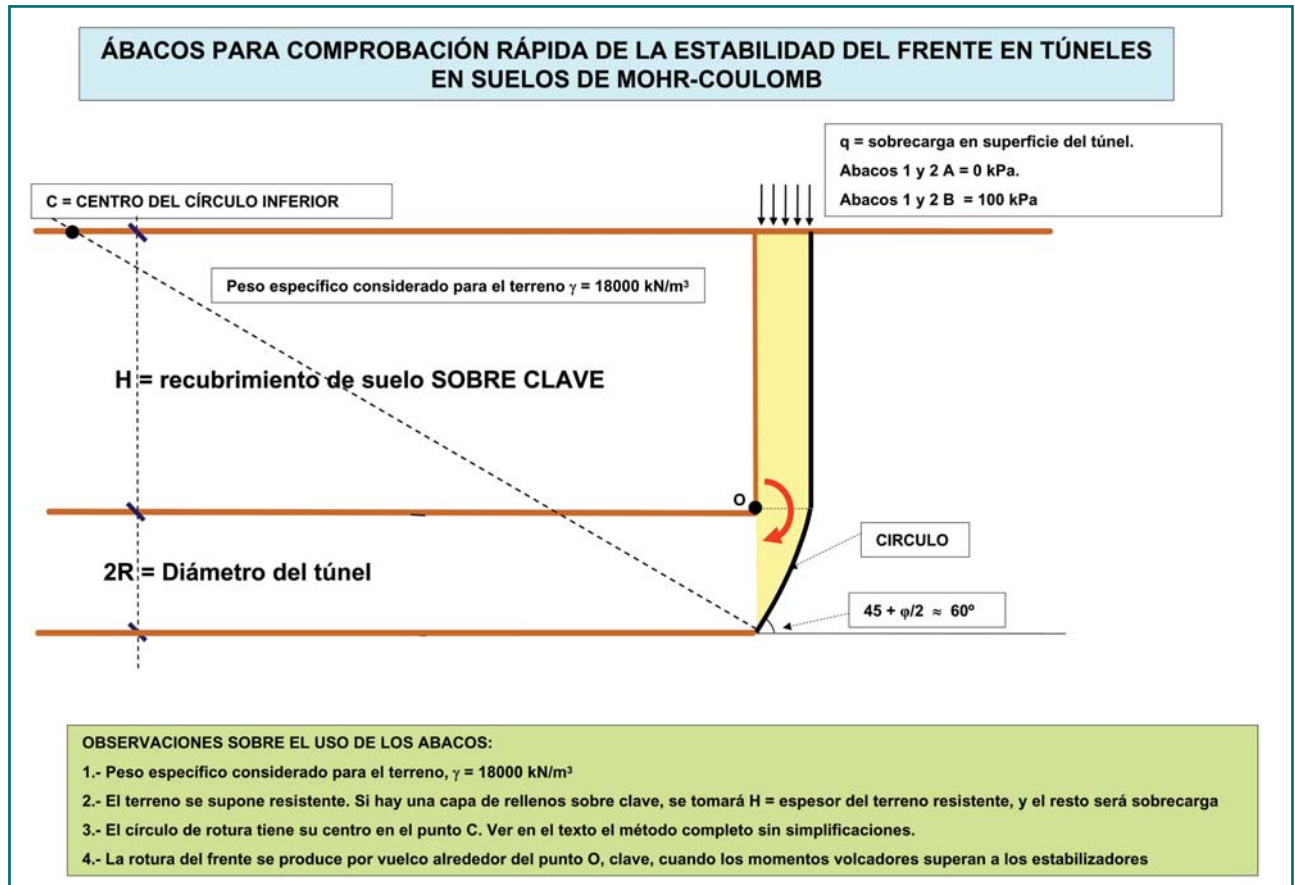 ÁBACOS PARA COMPROBACIÓN RÁPIDA DE LA ESTABILIDAD DEL FRENTE EN TÚNELES
EN SUELOS DE MOHR-COULOMB
q = sobrecarga en superficie del túnel.
Abacos 1 y 2 A = 0 kPa.
Abacos 1 y 2 B = 100 kPa
C = CENTRO DEL CÍRCULO INFERIOR
Peso específico considerado para el terreno γ = 18000 kN/m³
H = recubrimiento de suelo SOBRE CLAVE
O
CIRCULO
2R = Diámetro del túnel
45 + φ/2 ≈ 60º
OBSERVACIONES SOBRE EL USO DE LOS ABACOS:
1.- Peso específico considerado para el terreno, γ = 18000 kN/m³
2.- El terreno se supone resistente. Si hay una capa de rellenos sobre clave, se tomará H = espesor del terreno resistente, y el resto será sobrecarga
3.- El círculo de rotura tiene su centro en el punto C. Ver en el texto el método completo sin simplificaciones.
4.- La rotura del frente se produce por vuelco alrededor del punto O, clave, cuando los momentos volcadores superan a los estabilizadores